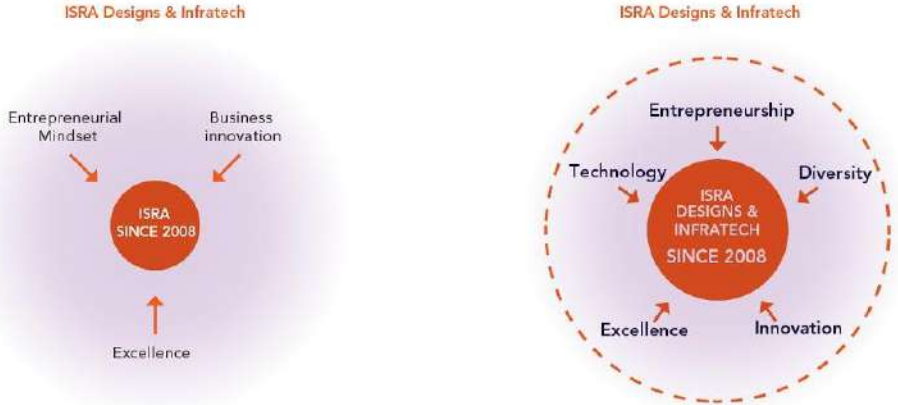 ISRA Designs & Infratech
Entrepreneurial
Mindset
Business
innovation
ISRA
SINCE 2008
Excellence
ISRA Designs & Infratech
Entrepreneurship
Technology
Diversity
ISRA
DESIGNS &
INFRATECH
SINCE 2008
Excellence
Innovation